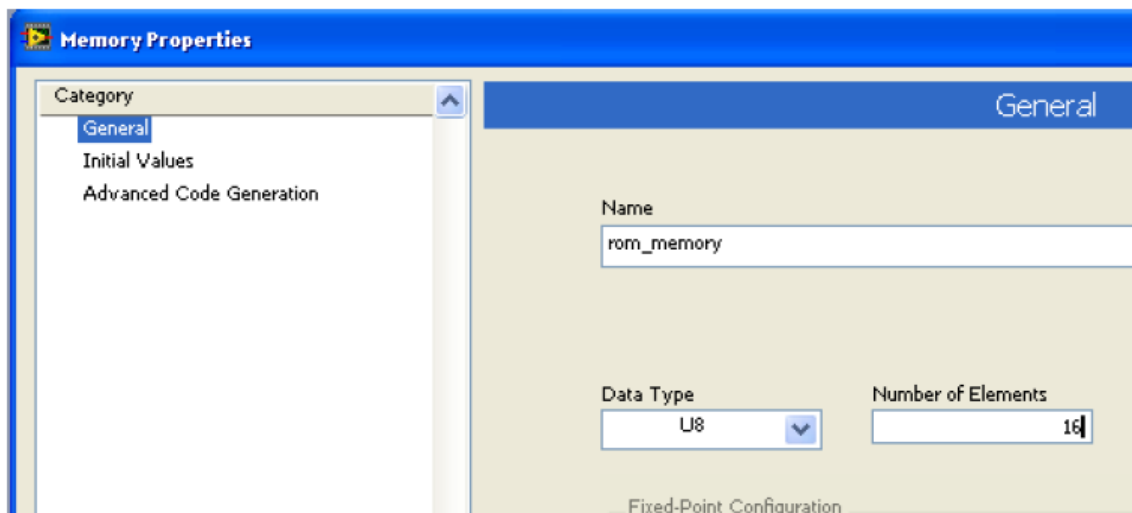 Memory Properties
Category
General
Initial Values
Advanced Code Generation
General
Name
rom_memory
Data Type
Number of Elements
U8
16
Fixed-Point Configuration